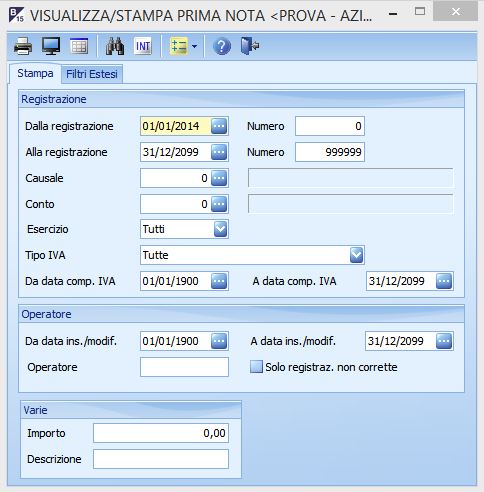 B 15 VISUALIZZA/STAMPA PRIMA NOTA <PROVA - AZI...
INT
Stampa Filtri Estesi
Registrazione
Dalla registrazione 01/01/2014 ... Numero 0
Alla registrazione 31/12/2099 ... Numero 999999
Causale 0 ...
Conto 0 ...
Esercizio Tutti
Tipo IVA Tutte
Da data comp. IVA 01/01/1900 ... A data comp. IVA 31/12/2099 ...
Operatore
Da data ins./modif. 01/01/1900 ... A data ins./modif. 31/12/2099 ...
Operatore Solo registraz. non corrette
Varie
Importo 0,00
Descrizione